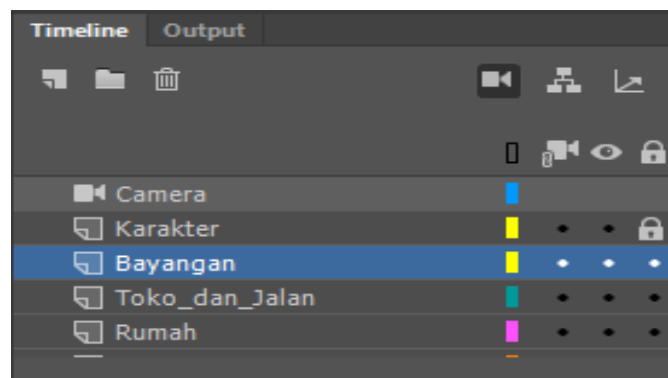 Timeline Output
Camera
Karakter
Bayangan
Toko_dan_Jalan
Rumah